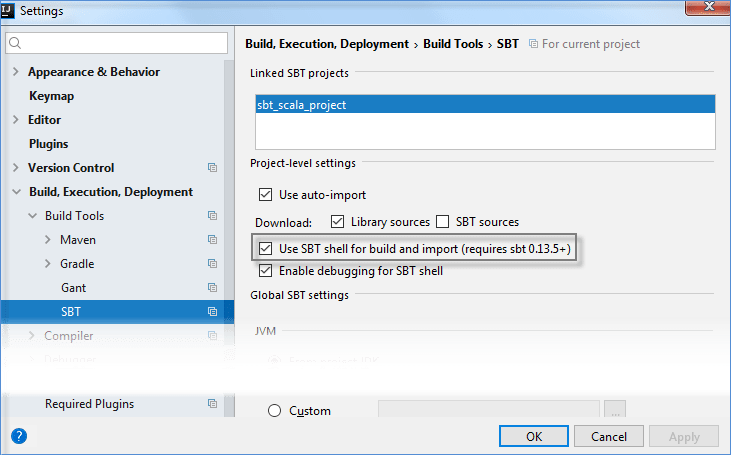 Settings
Build, Execution, Deployment › Build Tools › SBT For current project
Appearance & Behavior
Keymap
Editor
Plugins
Version Control
Build, Execution, Deployment
Build Tools
Maven
Gradle
Gant
SBT
Compiler
Required Plugins
Linked SBT projects
sbt_scala_project
Project-level settings
Use auto-import
Download: Library sources SBT sources
Use SBT shell for build and import (requires sbt 0.13.5+)
Enable debugging for SBT shell
Global SBT settings
JVM
Custom
...
?
OK Cancel Apply